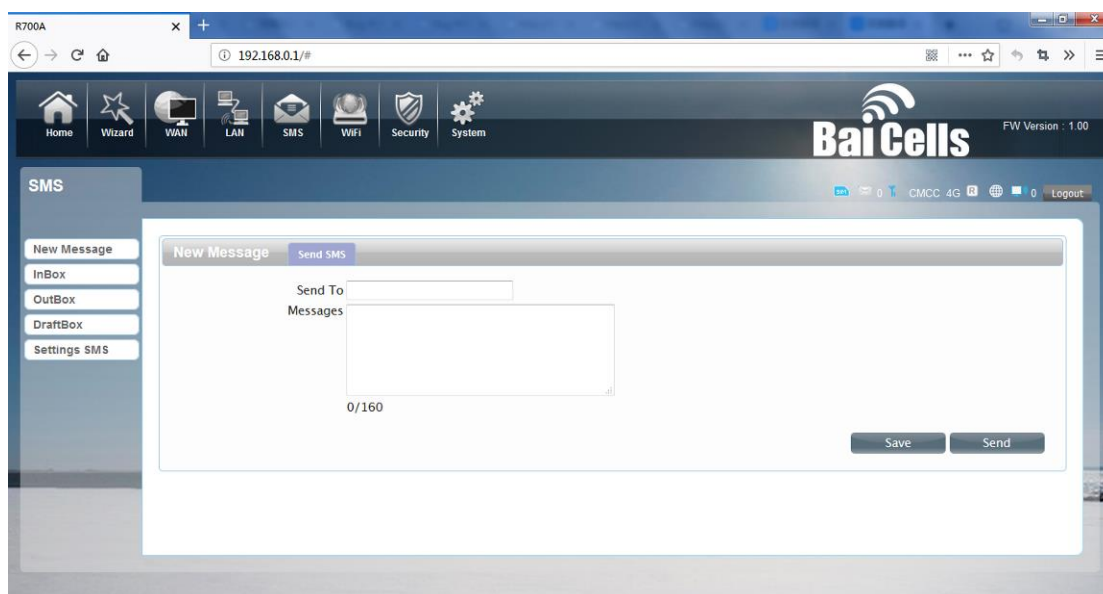 R700A
192.168.0.1/#
Home Wizard WAN LAN SMS WiFi Security System
BaiCells
FW Version : 1.00
SMS
0 CMCC 4G R 0 Logout
New Message
InBox
OutBox
DraftBox
Settings SMS
New Message Send SMS
Send To
Messages
0/160
Save Send